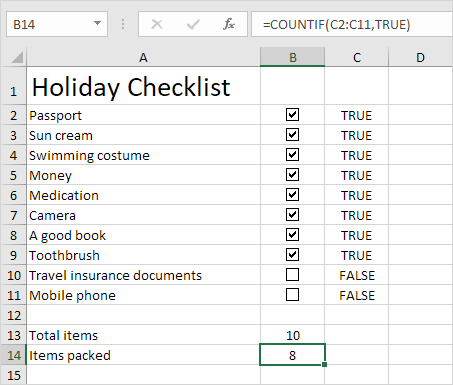 B14 fx =COUNTIF(C2:C11,TRUE)
A B C D
1 Holiday Checklist
2 Passport TRUE
3 Sun cream TRUE
4 Swimming costume TRUE
5 Money TRUE
6 Medication TRUE
7 Camera TRUE
8 A good book TRUE
9 Toothbrush TRUE
10 Travel insurance documents FALSE
11 Mobile phone FALSE
12
13 Total items 10
14 Items packed 8
15